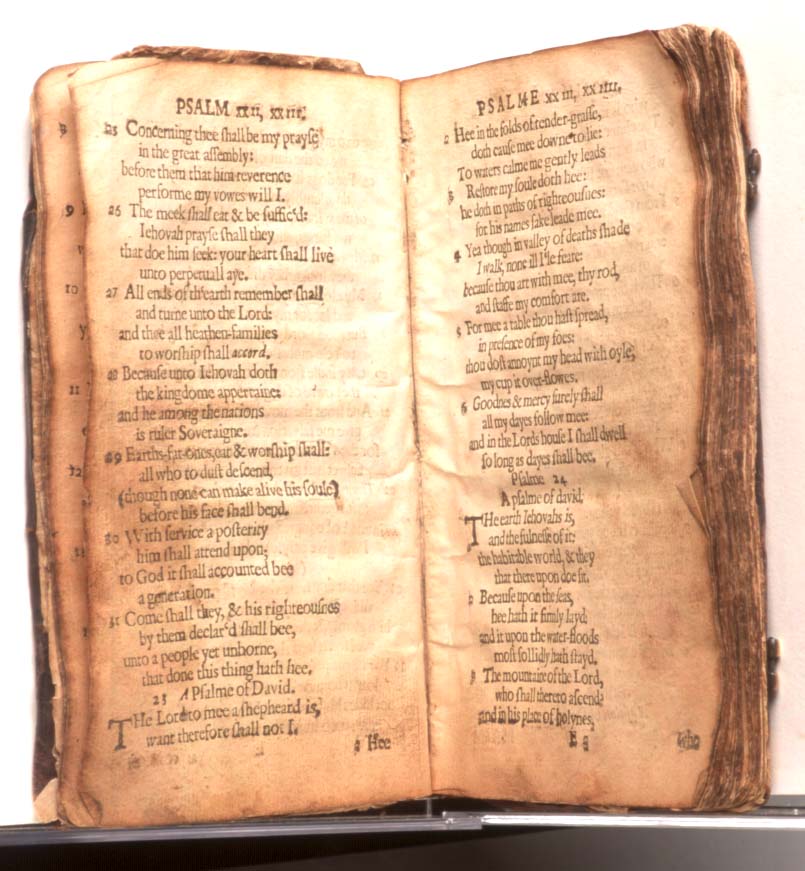 PSALM XXII, XXIII.
25 Concerning thee ſhall be my prayſe
in the great aſſembly:
before them that him reverence
performe my vowes will I.
26 The meek ſhall eat & be ſuffic'd:
Iehovah prayſe ſhall they
that doe him ſeek: your heart ſhall live
unto perpetuall aye.
27 All ends of th'earth remember ſhall
and turne unto the Lord:
and thee all heathen-families
to worſhip ſhall accord.
28 Becauſe unto Iehovah doth
the kingdome appertaine:
and he among the nations
is ruler Soveraigne.
29 Earths-fat-ones, eat & worſhip ſhall:
all who to duſt deſcend,
(though none can make alive his ſoule)
before his face ſhall bend.
30 With ſervice a poſterity
him ſhall attend upon;
to God it ſhall accounted bee
a generation.
31 Come ſhall they, & his righteouſnes
by them declar'd ſhall bee,
unto a people yet unborne,
that done this thing hath hee.
23 A Pſalme of David.
THe Lord to mee a ſhepheard is,
want therefore ſhall not I.
2 Hee
PSALME XXIII, XXIIII.
2 Hee in the folds of tender-graſſe,
doth cauſe mee downe to lie:
To waters calme me gently leads
3 Reſtore my ſoule doth hee:
he doth in paths of righteouſnes:
for his names ſake leade mee.
4 Yea though in valley of deaths ſhade
I walk, none ill I'le feare:
becauſe thou art with mee, thy rod,
and ſtaffe my comfort are.
5 For mee a table thou haſt ſpread,
in preſence of my foes:
thou doſt annoynt my head with oyle,
my cup it over-flowes.
6 Goodnes & mercy ſurely ſhall
all my dayes follow mee:
and in the Lords houſe I ſhall dwell
ſo long as dayes ſhall bee.
Pſalme 24
A pſalme of david.
THe earth Iehovahs is,
and the fulneſſe of it:
the habitable world, & they
that there upon doe ſit.
2 Becauſe upon the ſeas,
hee hath it firmly layd:
and it upon the water-floods
moſt ſollidly hath ſtayd.
3 The mountaine of the Lord,
who ſhall thereto aſcend?
and in his place of holynes,
E
who